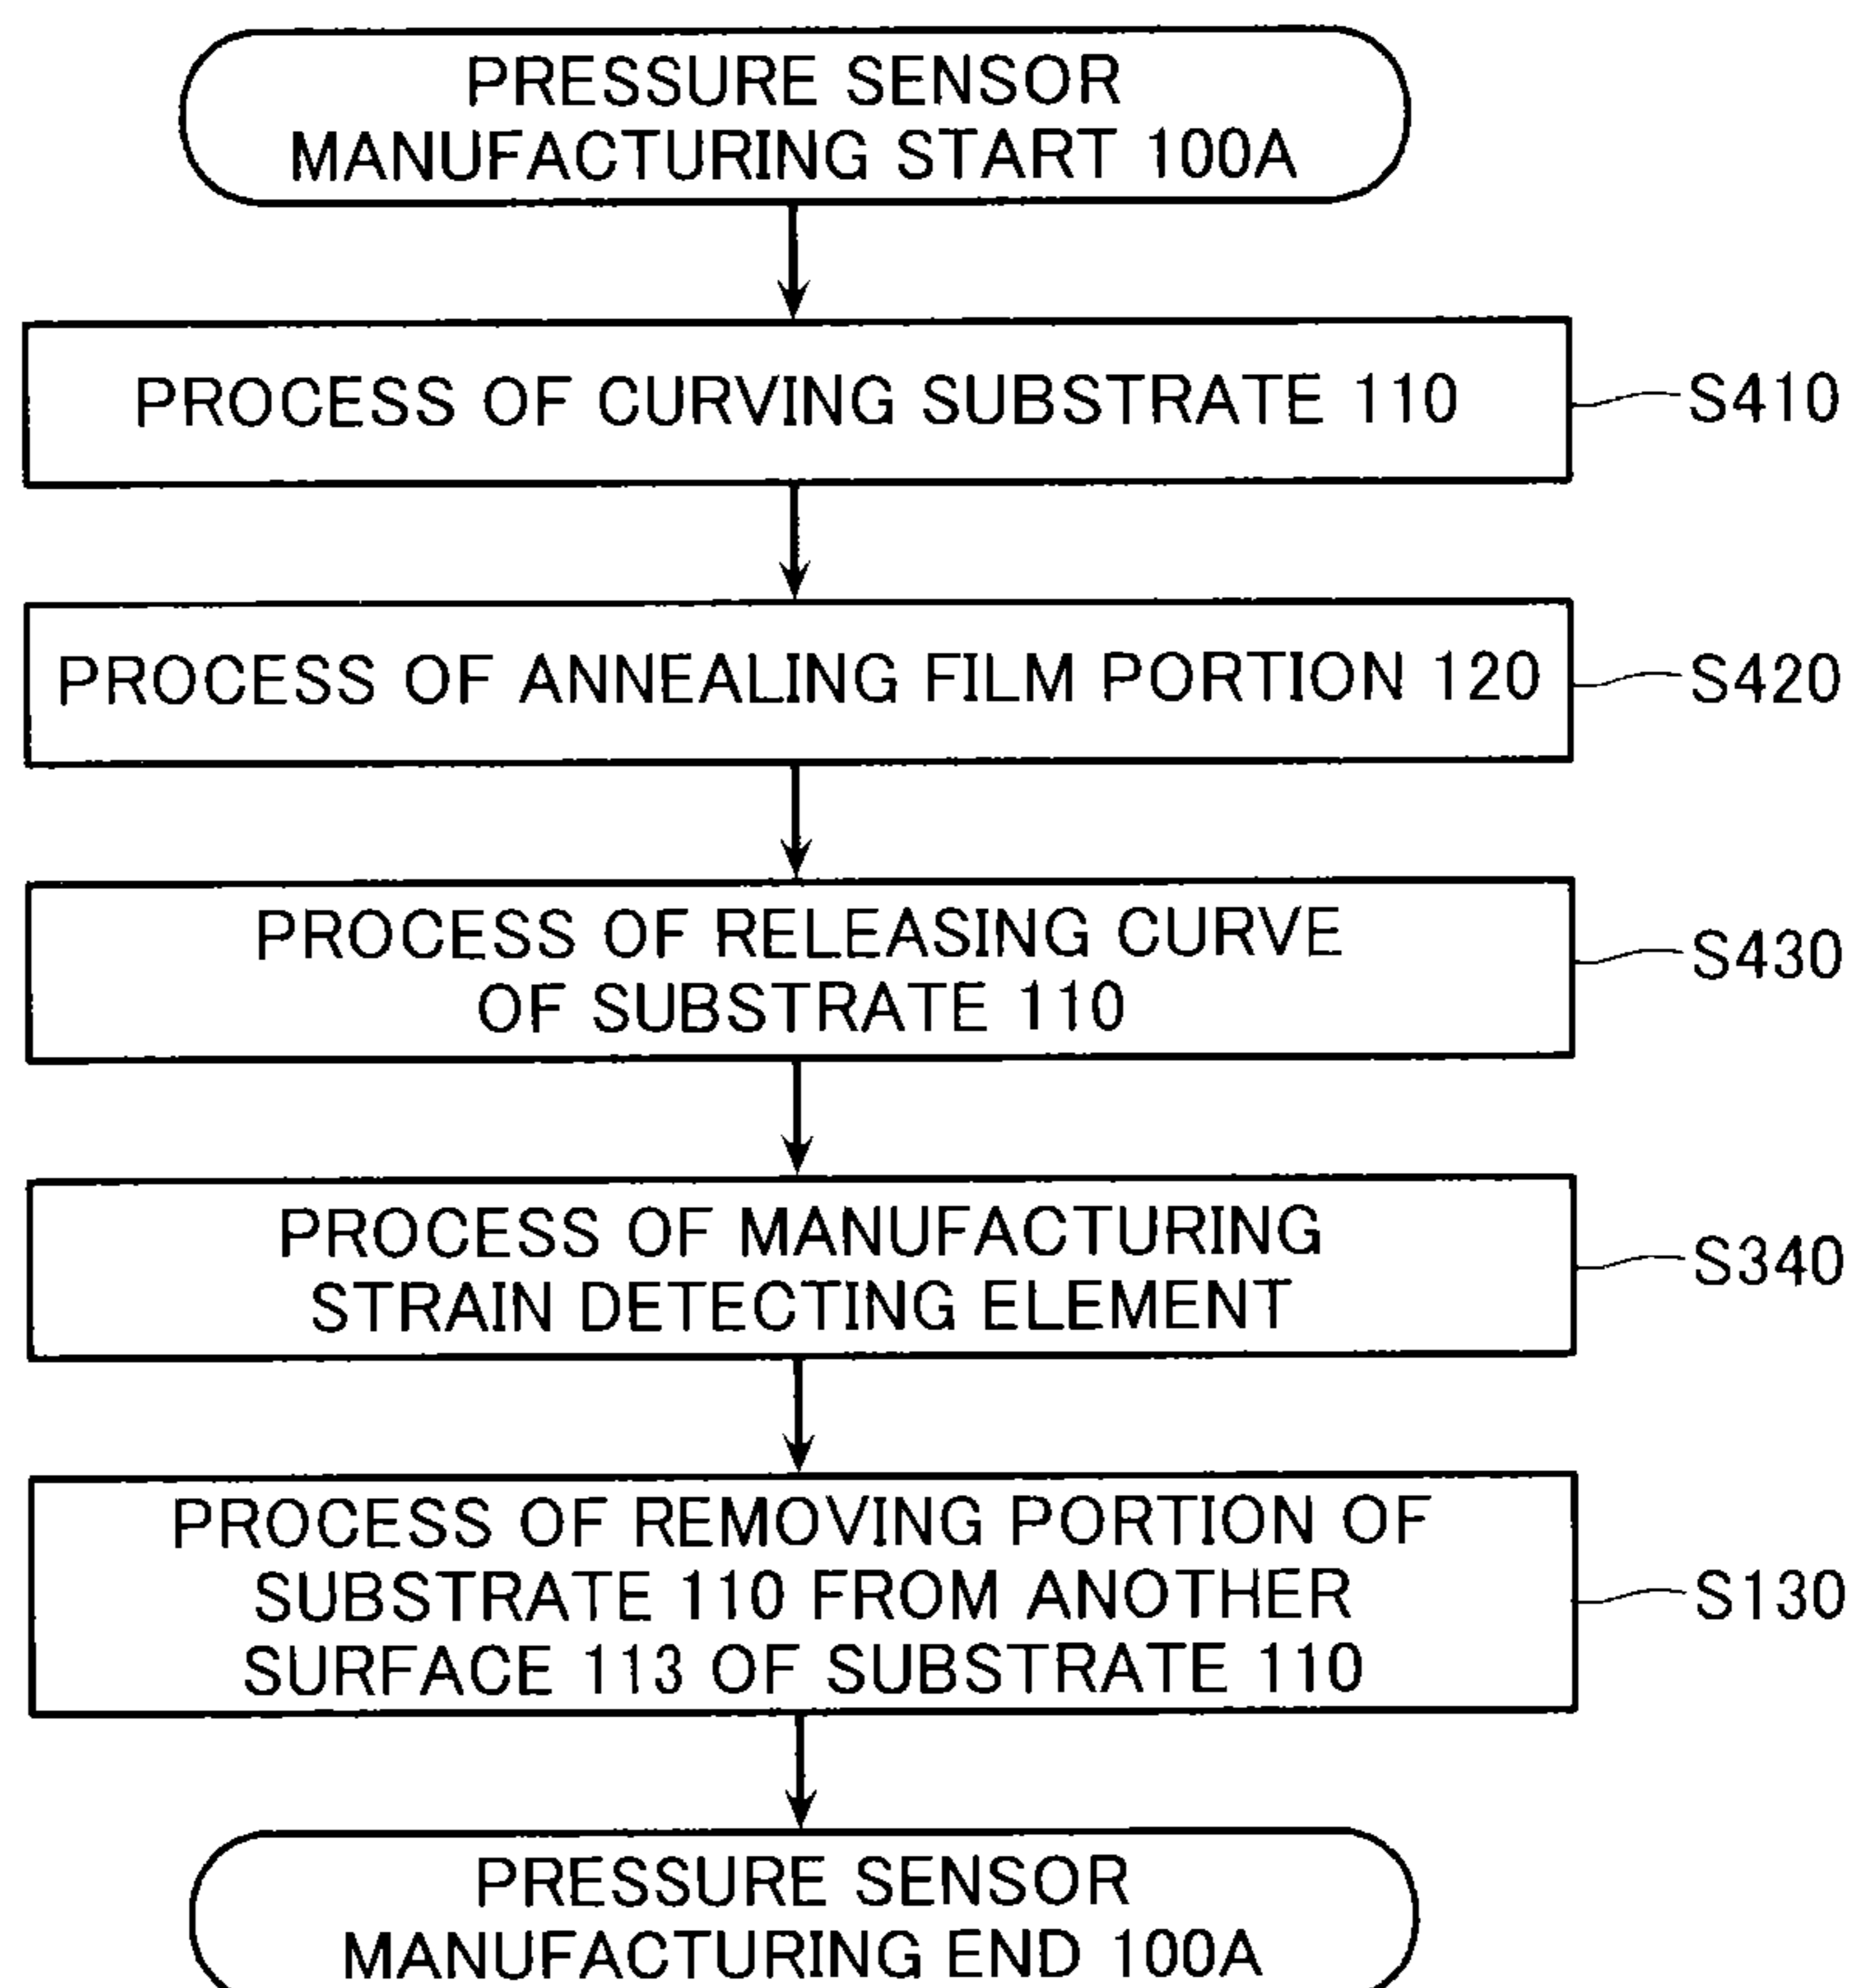 PRESSURE SENSOR
MANUFACTURING START 100A
PROCESS OF CURVING SUBSTRATE 110
S410
PROCESS OF ANNEALING FILM PORTION 120
S420
PROCESS OF RELEASING CURVE
OF SUBSTRATE 110
S430
PROCESS OF MANUFACTURING
STRAIN DETECTING ELEMENT
S340
PROCESS OF REMOVING PORTION OF
SUBSTRATE 110 FROM ANOTHER
SURFACE 113 OF SUBSTRATE 110
S130
PRESSURE SENSOR
MANUFACTURING END 100A